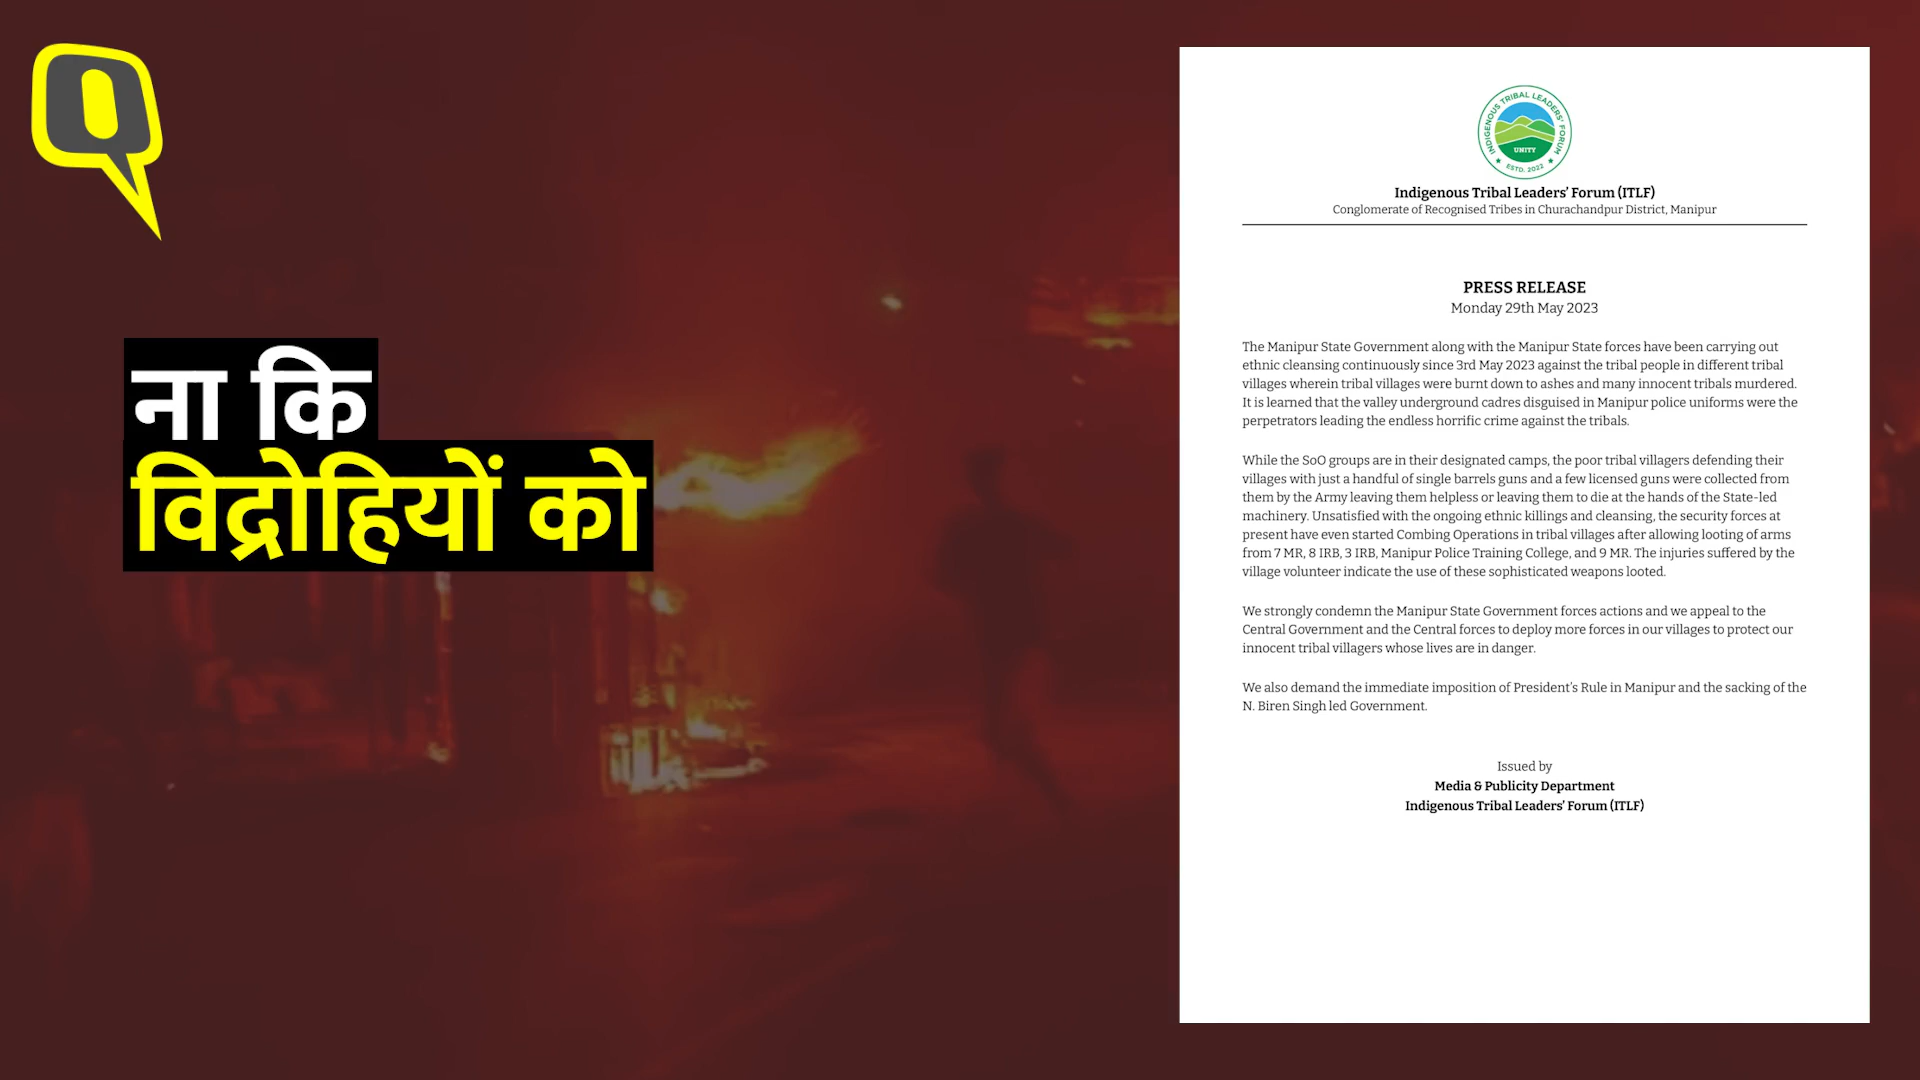 ना कि
विद्रोहियों को
INDIGENOUS TRIBAL LEADERS' FORUM
UNITY
ESTD. 2022
Indigenous Tribal Leaders' Forum (ITLF)
Conglomerate of Recognised Tribes in Churachandpur District, Manipur
PRESS RELEASE
Monday 29th May 2023
The Manipur State Government along with the Manipur State forces have been carrying out
ethnic cleansing continuously since 3rd May 2023 against the tribal people in different tribal
villages wherein tribal villages were burnt down to ashes and many innocent tribals murdered.
It is learned that the valley underground cadres disguised in Manipur police uniforms were the
perpetrators leading the endless horrific crime against the tribals.
While the SoO groups are in their designated camps, the poor tribal villagers defending their
villages with just a handful of single barrels guns and a few licensed guns were collected from
them by the Army leaving them helpless or leaving them to die at the hands of the State-led
machinery. Unsatisfied with the ongoing ethnic killings and cleansing, the security forces at
present have even started Combing Operations in tribal villages after allowing looting of arms
from 7 MR, 8 IRB, 3 IRB, Manipur Police Training College, and 9 MR. The injuries suffered by the
village volunteer indicate the use of these sophisticated weapons looted.
We strongly condemn the Manipur State Government forces actions and we appeal to the
Central Government and the Central forces to deploy more forces in our villages to protect our
innocent tribal villagers whose lives are in danger.
We also demand the immediate imposition of President's Rule in Manipur and the sacking of the
N. Biren Singh led Government.
Issued by
Media & Publicity Department
Indigenous Tribal Leaders' Forum (ITLF)